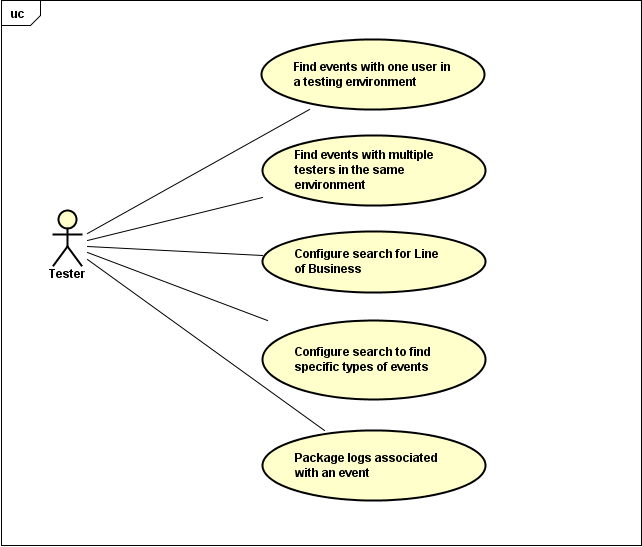 uc
Find events with one user in
a testing environment
Find events with multiple
testers in the same
environment
Tester
Configure search for Line
of Business
Configure search to find
specific types of events
Package logs associated
with an event